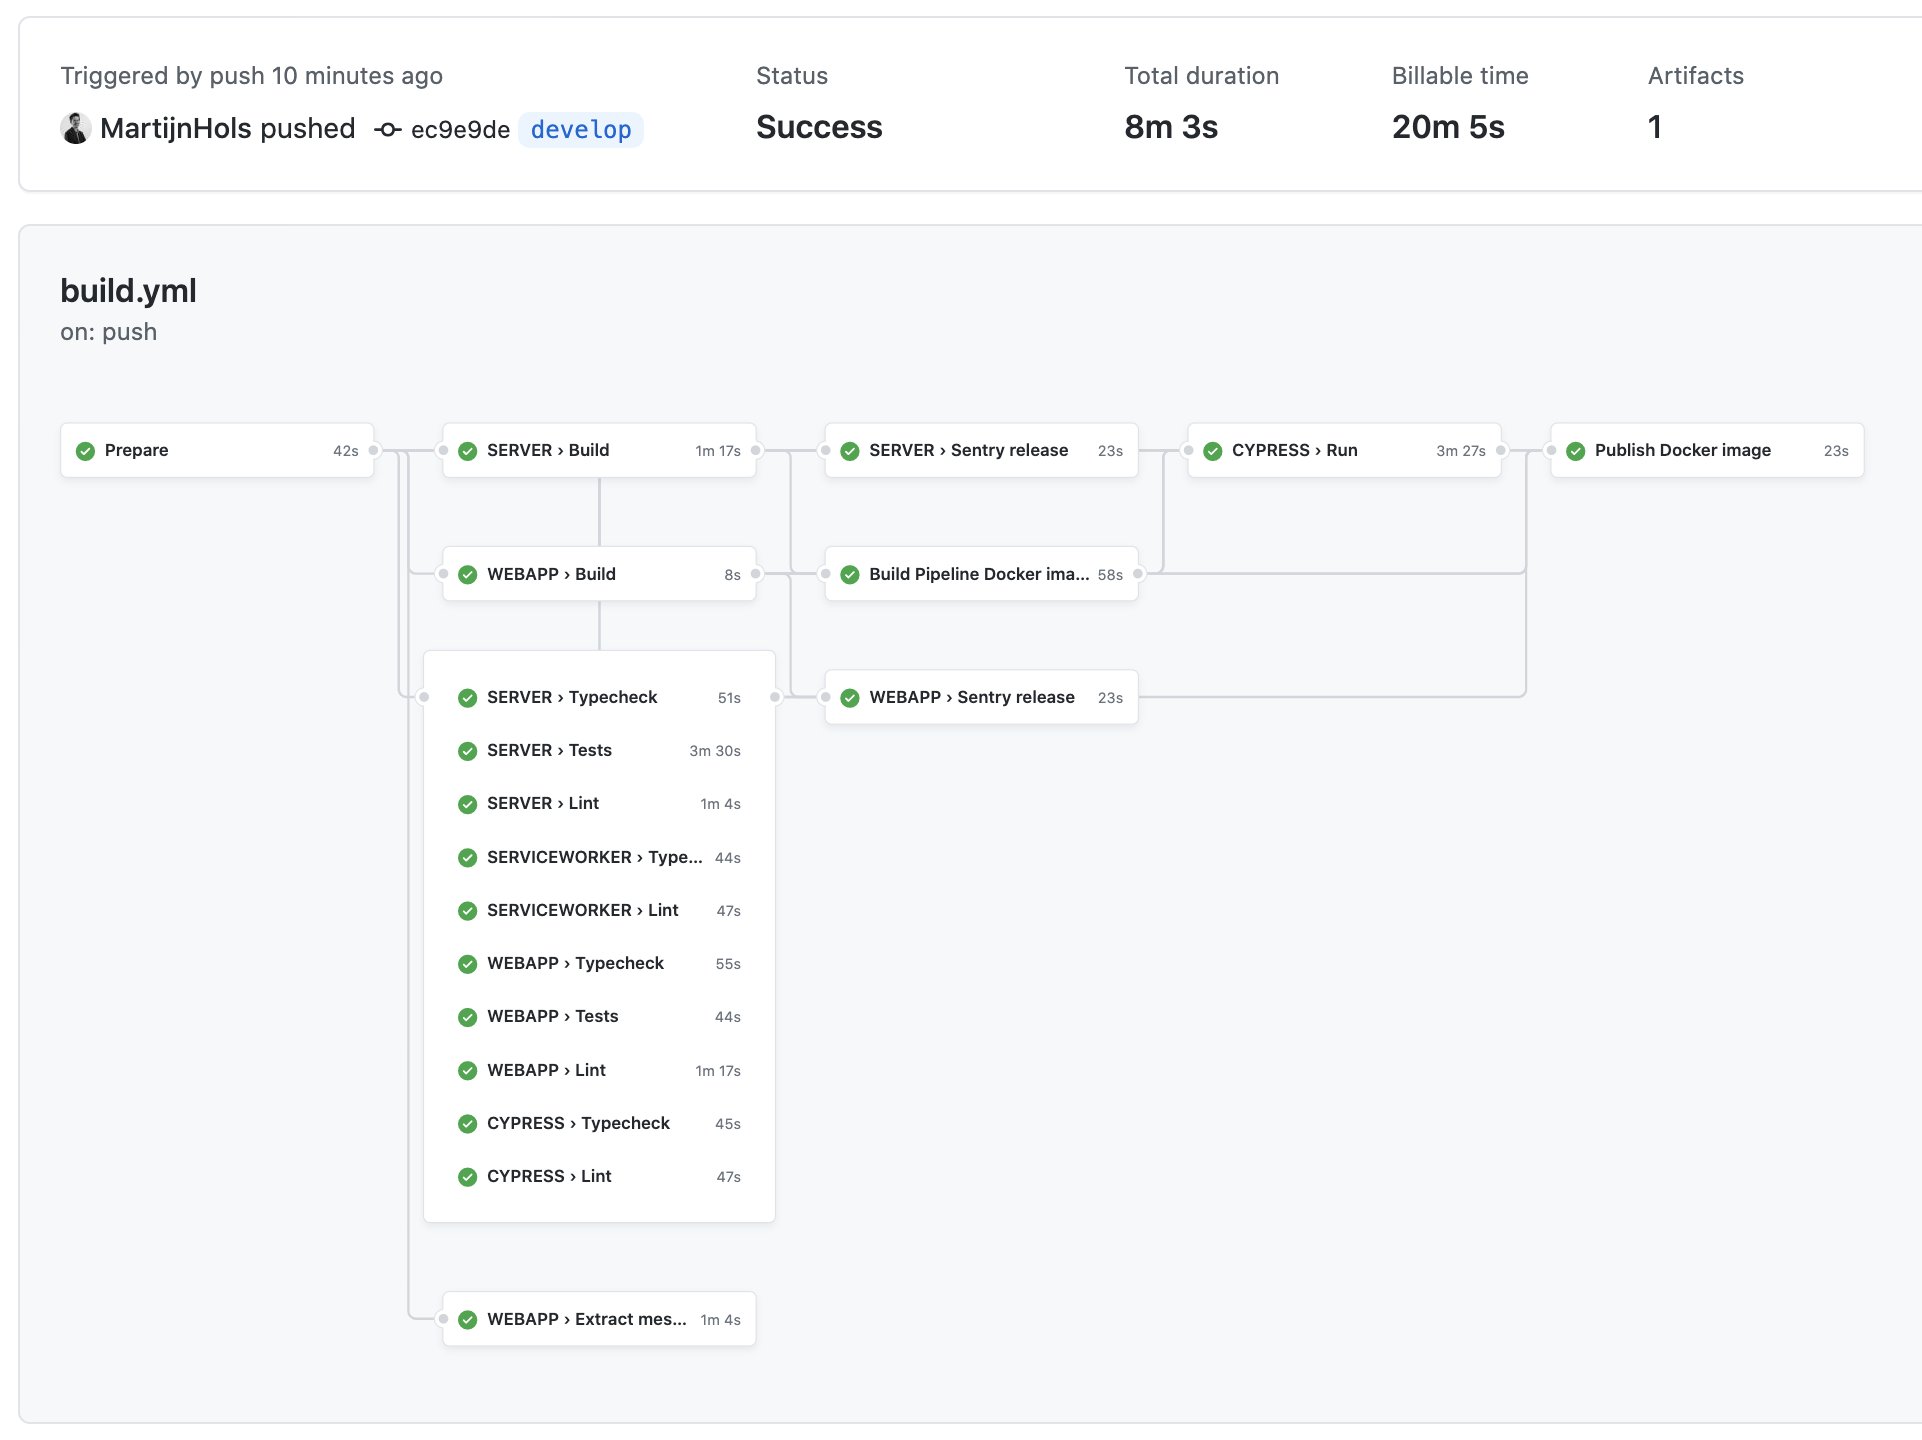 Triggered by push 10 minutes ago
MartijnHols pushed ec9e9de develop
Status
Success
Total duration
8m 3s
Billable time
20m 5s
Artifacts
1
build.yml
on: push
Prepare 42s
SERVER › Build 1m 17s
SERVER › Sentry release 23s
CYPRESS › Run 3m 27s
Publish Docker image 23s
WEBAPP › Build 8s
Build Pipeline Docker ima... 58s
SERVER › Typecheck 51s
WEBAPP › Sentry release 23s
SERVER › Tests 3m 30s
SERVER › Lint 1m 4s
SERVICEWORKER › Type... 44s
SERVICEWORKER › Lint 47s
WEBAPP › Typecheck 55s
WEBAPP › Tests 44s
WEBAPP › Lint 1m 17s
CYPRESS › Typecheck 45s
CYPRESS › Lint 47s
WEBAPP › Extract mes... 1m 4s